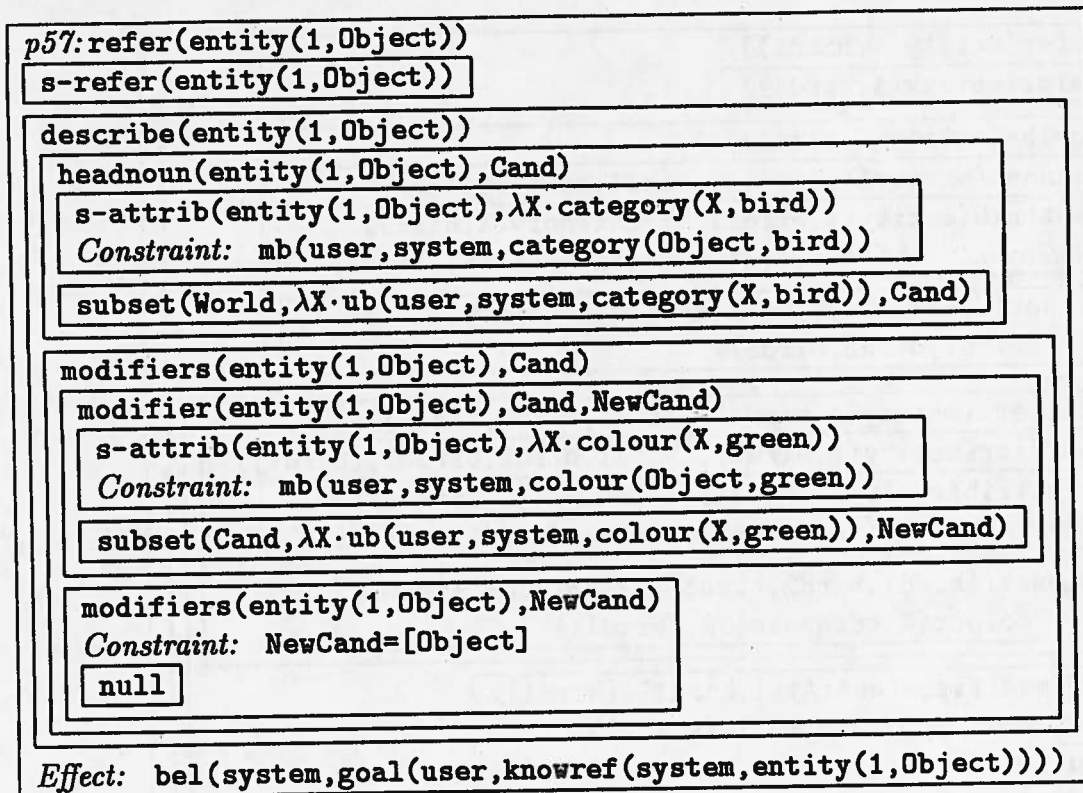 p57: refer(entity(1,Object))
s-refer(entity(1,Object))
describe(entity(1,Object))
headnoun(entity(1,Object),Cand)
s-attrib(entity(1,Object),λX·category(X,bird))
Constraint: mb(user,system,category(Object,bird))
subset(World,λX·ub(user,system,category(X,bird)),Cand)
modifiers(entity(1,Object),Cand)
modifier(entity(1,Object),Cand,NewCand)
s-attrib(entity(1,Object),λX·colour(X,green))
Constraint: mb(user,system,colour(Object,green))
subset(Cand,λX·ub(user,system,colour(X,green)),NewCand)
modifiers(entity(1,Object),NewCand)
Constraint: NewCand=[Object]
null
Effect: bel(system,goal(user,knowref(system,entity(1,Object))))